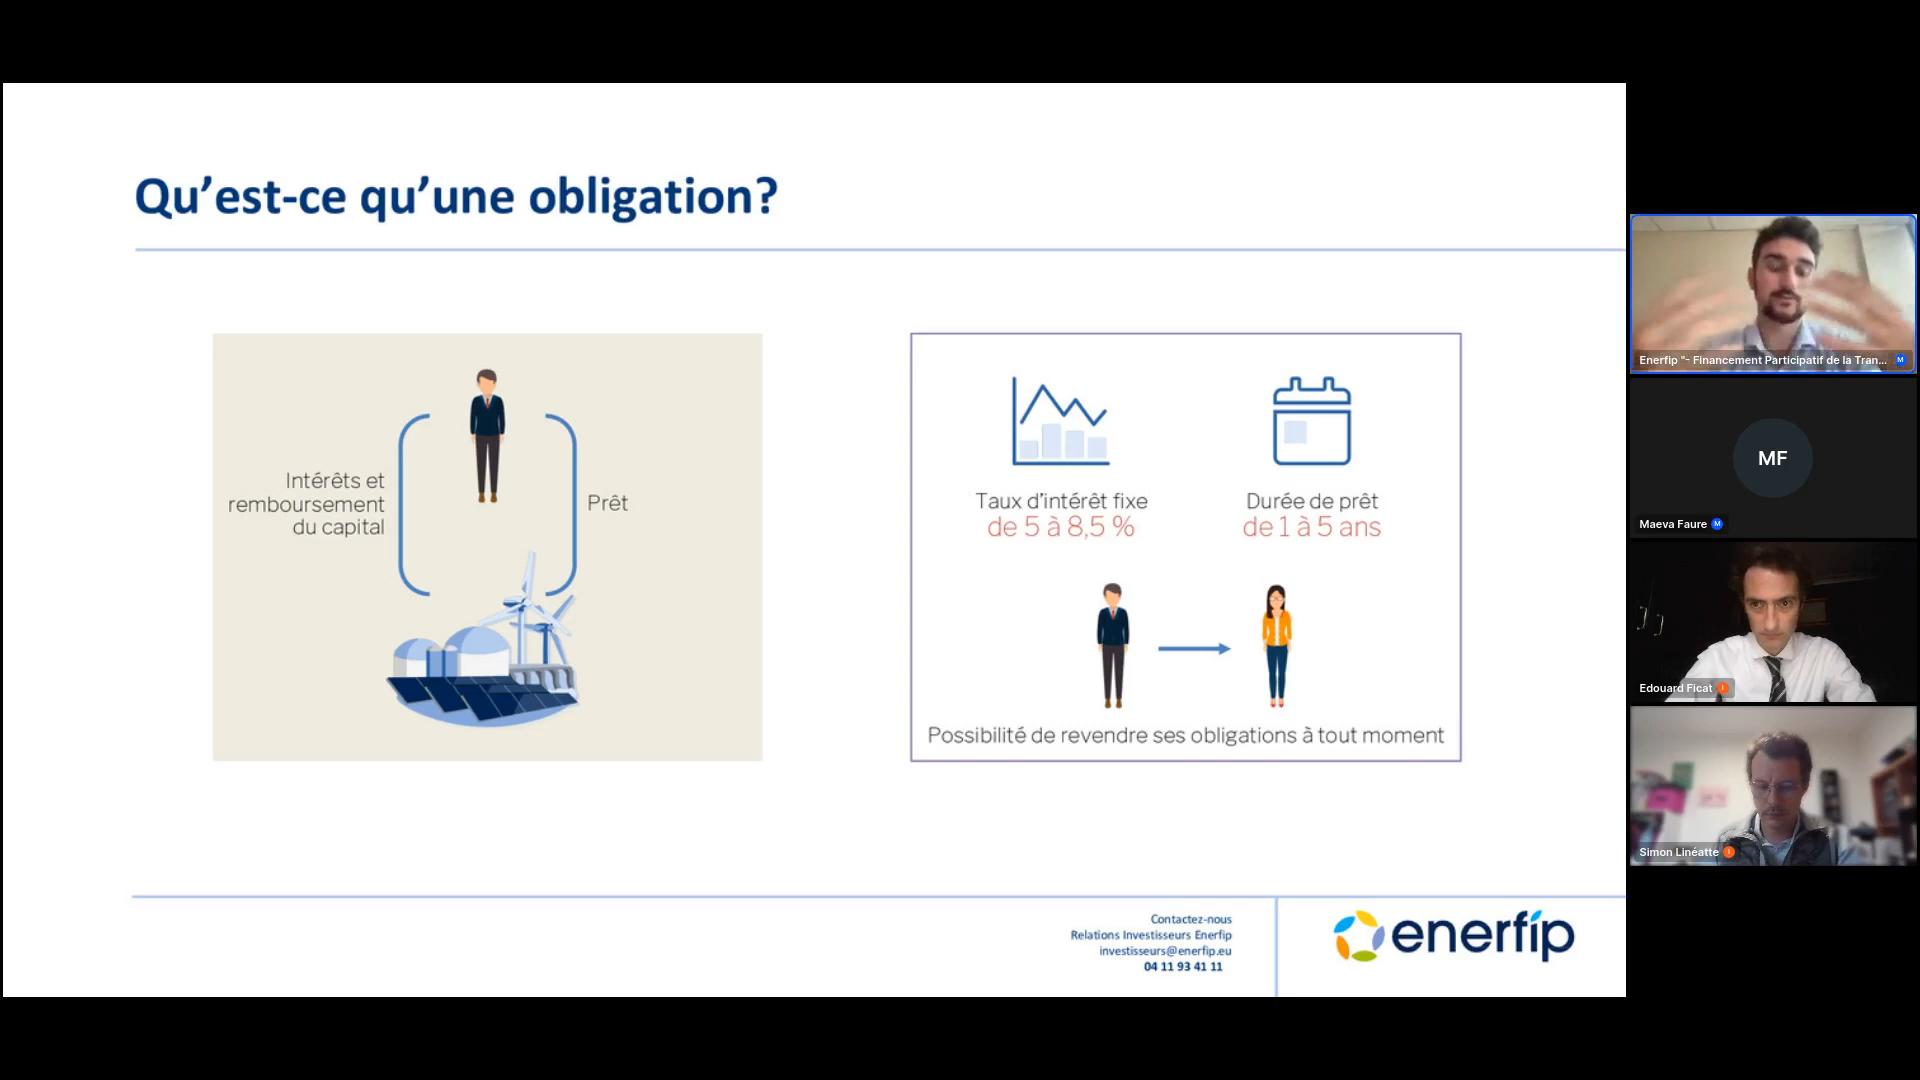 Qu'est-ce qu'une obligation?
Intérêts et
remboursement
du capital
Prêt
Taux d'intérêt fixe
de 5 à 8,5 %
Durée de prêt
de 1 à 5 ans
Possibilité de revendre ses obligations à tout moment
Contactez-nous
Relations Investisseurs Enerfip
investisseurs@enerfip.eu
04 11 93 41 11
enerfip
Enerfip "- Financement Participatif de la Tran...
M
MF
Maeva Faure
M
Edouard Ficat
I
Simon Linéatte
I